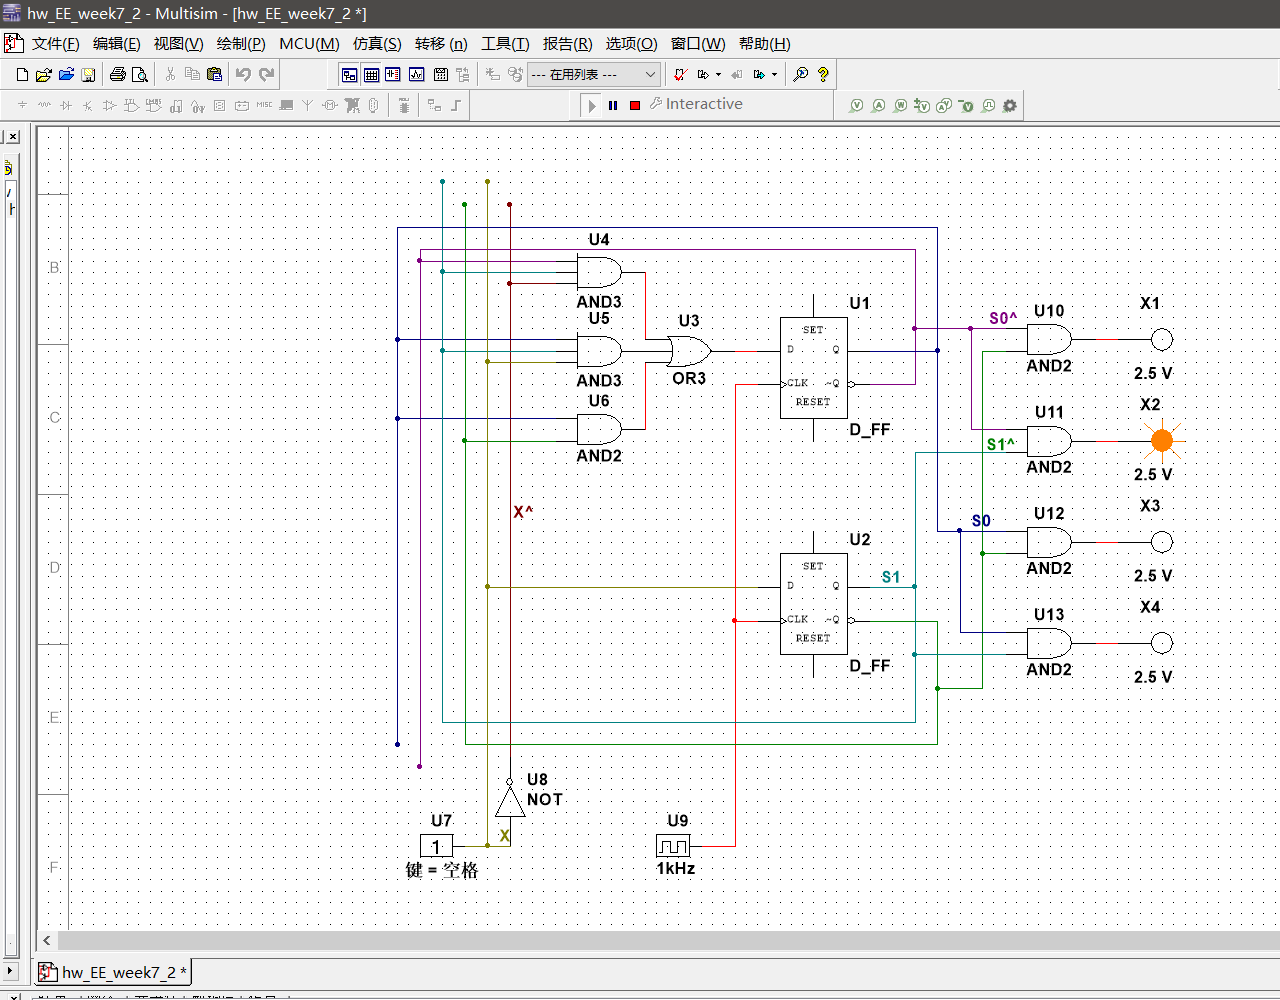 hw_EE_week7_2 - Multisim - [hw_EE_week7_2 *]
文件(F) 编辑(E) 视图(V) 绘制(P) MCU(M) 仿真(S) 转移 (n) 工具(T) 报告(R) 选项(O) 窗口(W) 帮助(H)
--- 在用列表 ---
MISC Interactive
U4
B
AND3
U5
U3
U1
S0^
U10
X1
SET
D Q
AND3
OR3
AND2
2.5 V
U6
CLK ~Q
RESET
X2
U11
C
D_FF
S1^
AND2
AND2
2.5 V
X^
S0
U12
X3
U2
D
SET
AND2
2.5 V
S1
D Q
X4
U13
CLK ~Q
RESET
D_FF
AND2
2.5 V
E
U8
NOT
U7
X
U9
1
键 = 空格
1kHz
F
hw_EE_week7_2 *